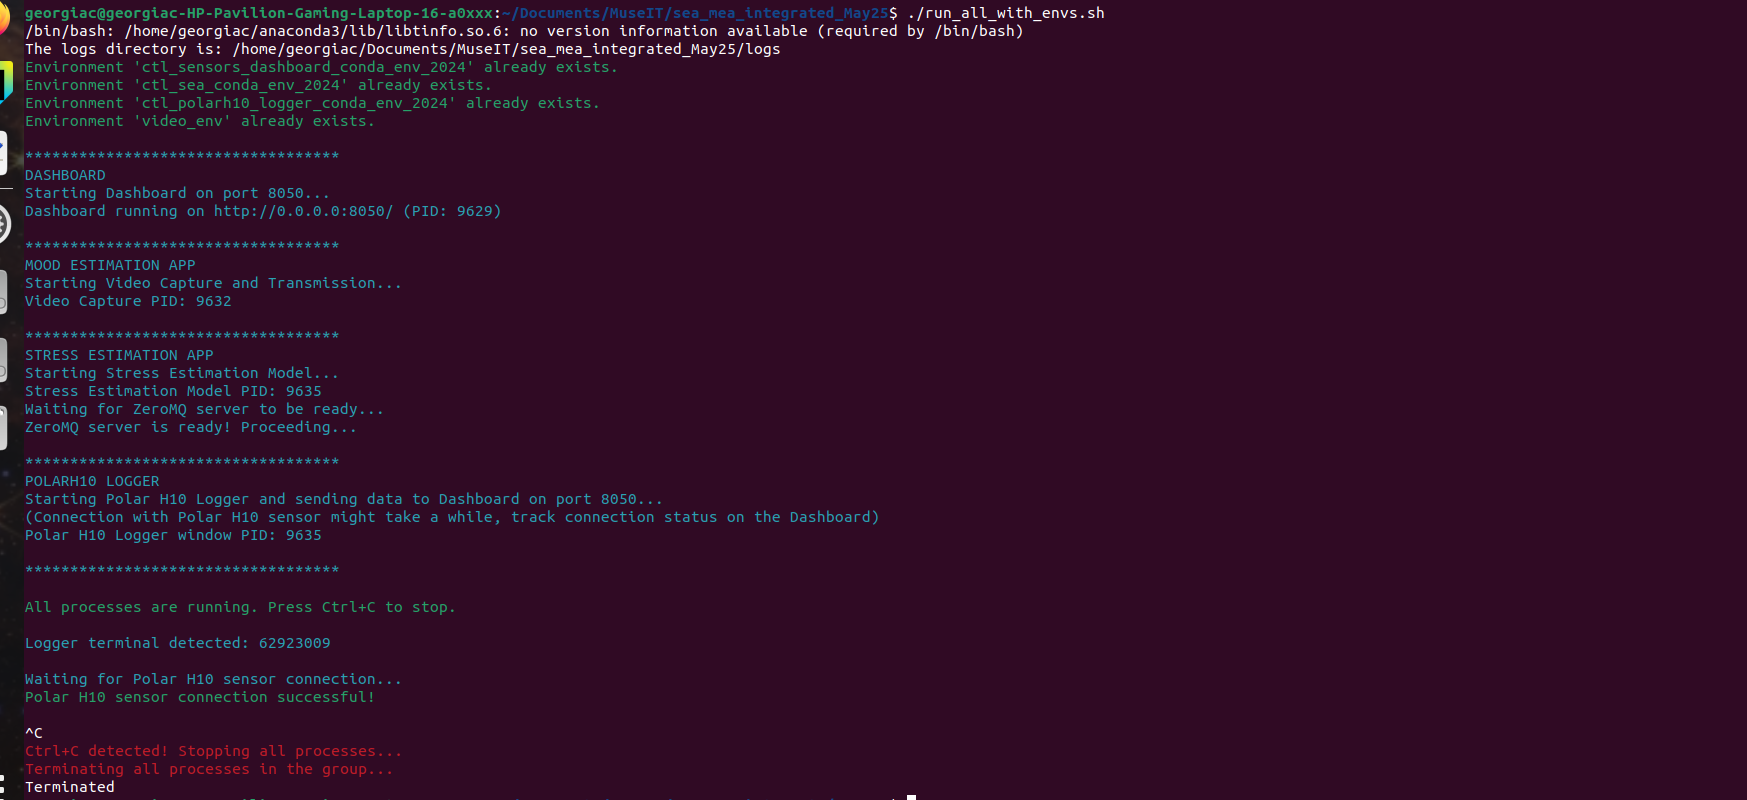 georgiac@georgiac-HP-Pavilion-Gaming-Laptop-16-a0xxx:~/Documents/MuseIT/sea_mea_integrated_May25$ ./run_all_with_envs.sh
/bin/bash: /home/georgiac/anaconda3/lib/libtinfo.so.6: no version information available (required by /bin/bash)
The logs directory is: /home/georgiac/Documents/MuseIT/sea_mea_integrated_May25/logs
Environment 'ctl_sensors_dashboard_conda_env_2024' already exists.
Environment 'ctl_sea_conda_env_2024' already exists.
Environment 'ctl_polarh10_logger_conda_env_2024' already exists.
Environment 'video_env' already exists.
***********************************
DASHBOARD
Starting Dashboard on port 8050...
Dashboard running on http://0.0.0.0:8050/ (PID: 9629)
***********************************
MOOD ESTIMATION APP
Starting Video Capture and Transmission...
Video Capture PID: 9632
***********************************
STRESS ESTIMATION APP
Starting Stress Estimation Model...
Stress Estimation Model PID: 9635
Waiting for ZeroMQ server to be ready...
ZeroMQ server is ready! Proceeding...
***********************************
POLARH10 LOGGER
Starting Polar H10 Logger and sending data to Dashboard on port 8050...
(Connection with Polar H10 sensor might take a while, track connection status on the Dashboard)
Polar H10 Logger window PID: 9635
***********************************
All processes are running. Press Ctrl+C to stop.
Logger terminal detected: 62923009
Waiting for Polar H10 sensor connection...
Polar H10 sensor connection successful!
^C
Ctrl+C detected! Stopping all processes...
Terminating all processes in the group...
Terminated